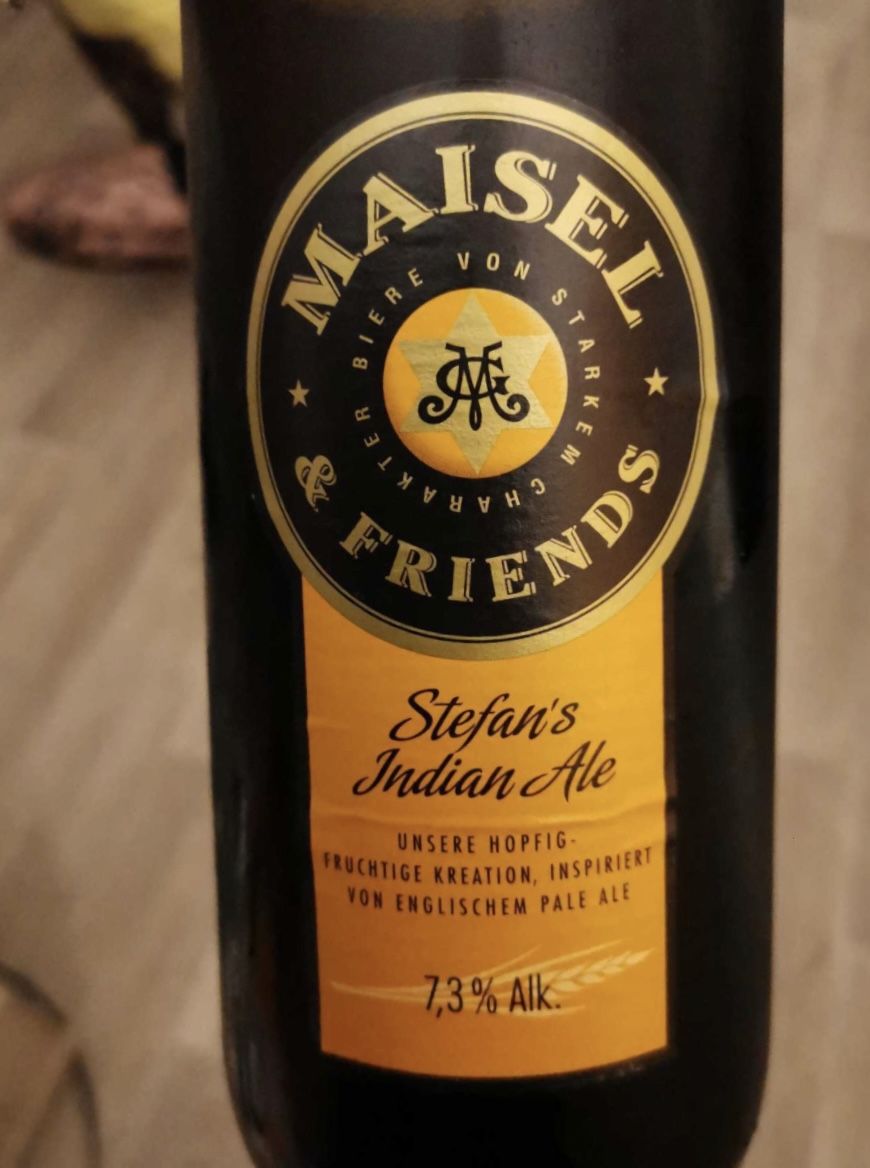 MAISEL
& FRIENDS
BIERE VON STARKEM CHARAKTER
Stefan's
Indian Ale
UNSERE HOPFIG-
FRUCHTIGE KREATION, INSPIRIERT
VON ENGLISCHEM PALE ALE
7,3 % Alk.